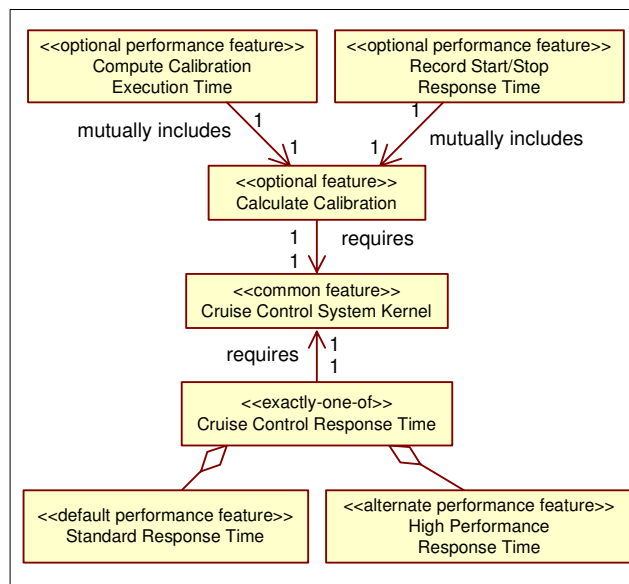 <<optional performance feature>>
Compute Calibration
Execution Time
<<optional performance feature>>
Record Start/Stop
Response Time
1
mutually includes
1
1
mutually includes
1
<<optional feature>>
Calculate Calibration
1
requires
1
<<common feature>>
Cruise Control System Kernel
requires
1
1
<<exactly-one-of>>
Cruise Control Response Time
<<default performance feature>>
Standard Response Time
<<alternate performance feature>>
High Performance
Response Time